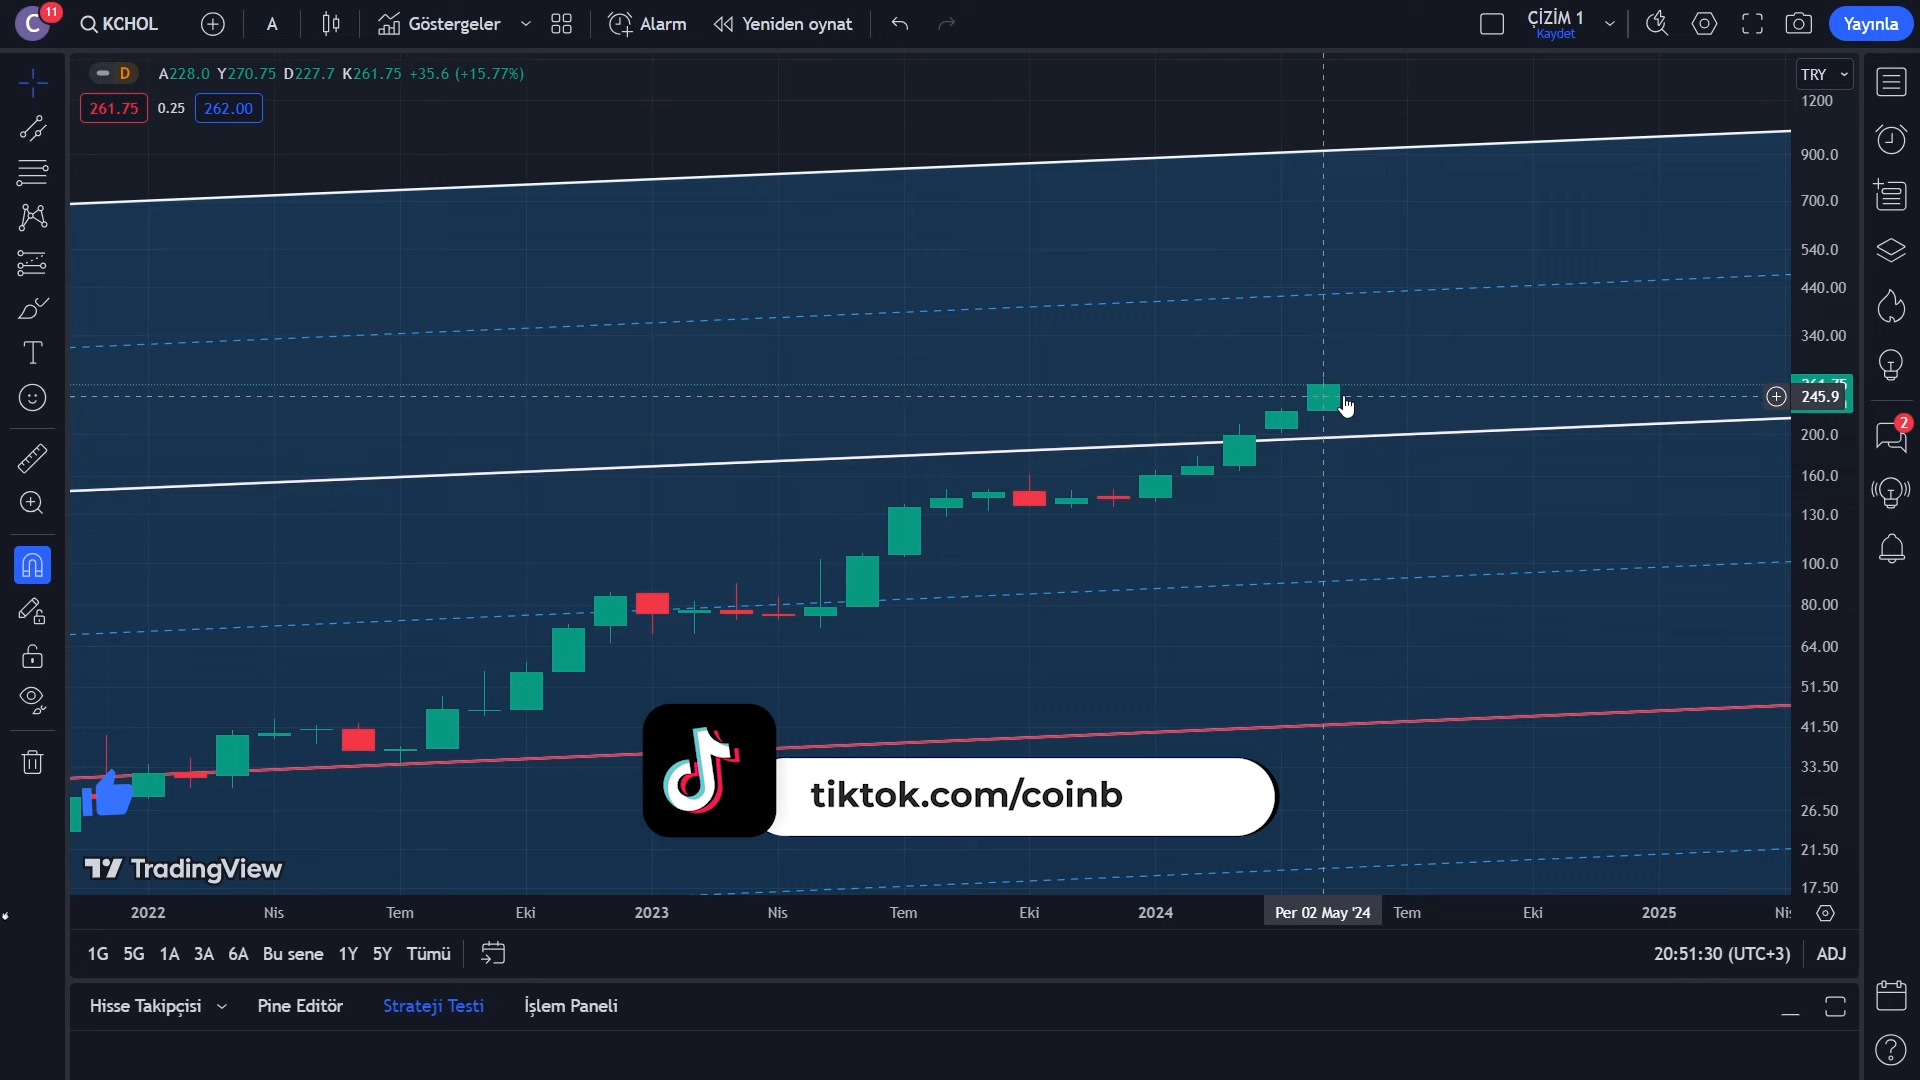 C 11 KCHOL A Göstergeler Alarm Yeniden oynat ÇİZİM 1 Kaydet Yayınla
D A228.0 Y270.75 D227.7 K261.75 +35.6 (+15.77%)
261.75 0.25 262.00
TRY
1200
900.0
700.0
540.0
440.00
340.00
245.9
200.0
160.0
130.0
100.0
80.00
64.00
51.50
41.50
33.50
26.50
21.50
17.50
2
tiktok.com/coinb
TradingView
2022 Nis Tem Eki 2023 Nis Tem Eki 2024 Per 02 May '24 Tem Eki 2025
1G 5G 1A 3A 6A Bu sene 1Y 5Y Tümü 20:51:30 (UTC+3) ADJ
Hisse Takipçisi Pine Editör Strateji Testi İşlem Paneli